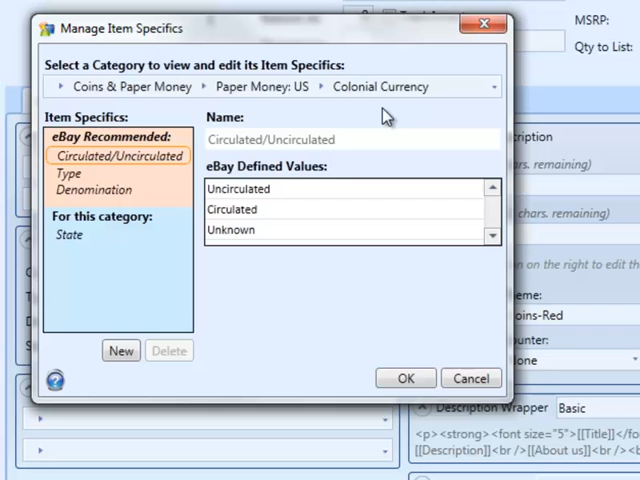 MSRP:
Manage Item Specifics
Qty to List:
Select a Category to view and edit its Item Specifics:
Coins & Paper Money Paper Money: US Colonial Currency
Item Specifics:
Name:
eBay Recommended:
Circulated/Uncirculated
Circulated/Uncirculated
Type
Denomination
eBay Defined Values:
Uncirculated
Circulated
Unknown
For this category:
State
New Delete
OK Cancel
cription
chars. remaining)
chars. remaining)
n on the right to edit th
eme:
oins-Red
ounter:
one
Description Wrapper Basic
<p><strong><font size="5">[[Title]]</fo
[[Description]]<br />[[About us]]<br /><b